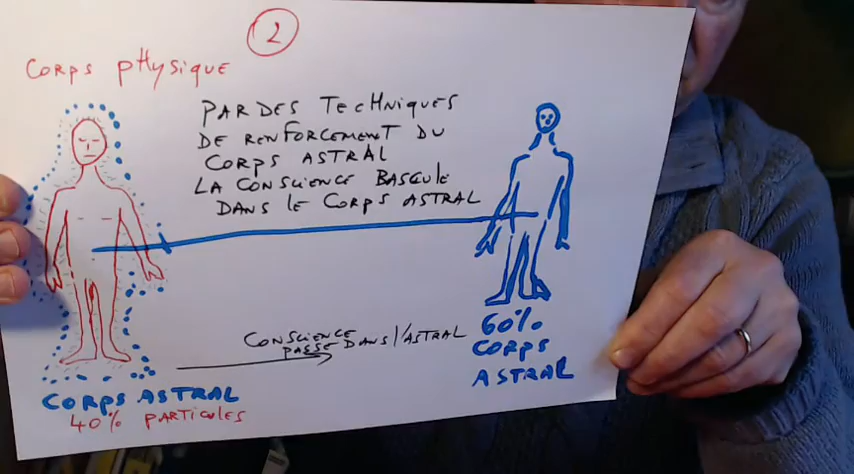 2
CORPS PHYSIQUE
PAR DES TECHNIQUES
DE RENFORCEMENT DU
CORPS ASTRAL
LA CONSCIENCE BASCULE
DANS LE CORPS ASTRAL
CONSCIENCE
PASSE DANS L'ASTRAL
CORPS ASTRAL
40% PARTICULES
60%
CORPS
ASTRAL